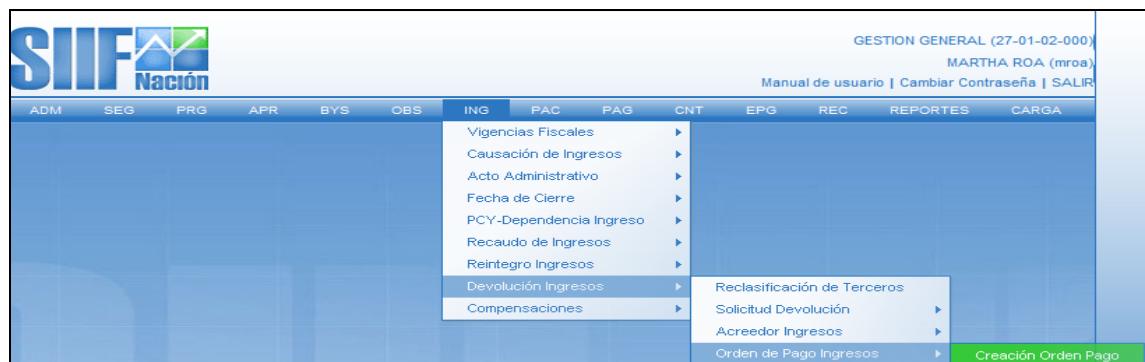 SIIF Nación
GESTION GENERAL (27-01-02-000)
MARTHA ROA (mroa)
Manual de usuario | Cambiar Contraseña | SALIR
ADM SEG PRG APR BYS OBS ING PAC PAG CNT EPG REC REPORTES CARGA
Vigencias Fiscales
Causación de Ingresos
Acto Administrativo
Fecha de Cierre
PCY-Dependencia Ingreso
Recaudo de Ingresos
Reintegro Ingresos
Devolución Ingresos
Compensaciones
Reclasificación de Terceros
Solicitud Devolución
Acreedor Ingresos
Orden de Pago Ingresos
Creación Orden Pago